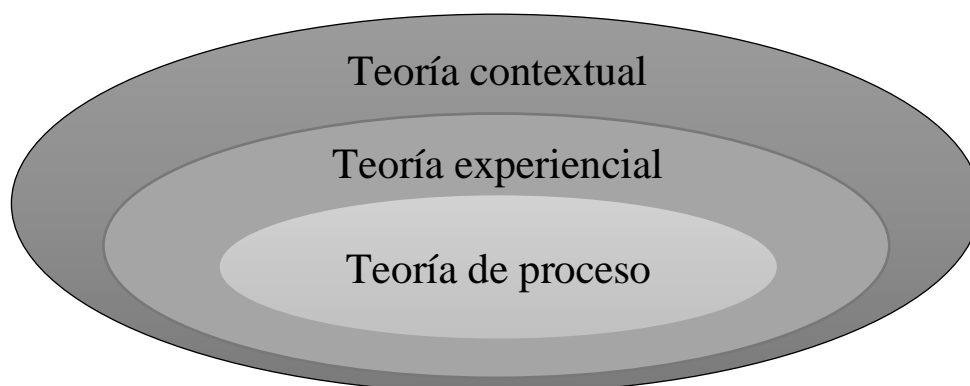 Teoría contextual
Teoría experiencial
Teoría de proceso